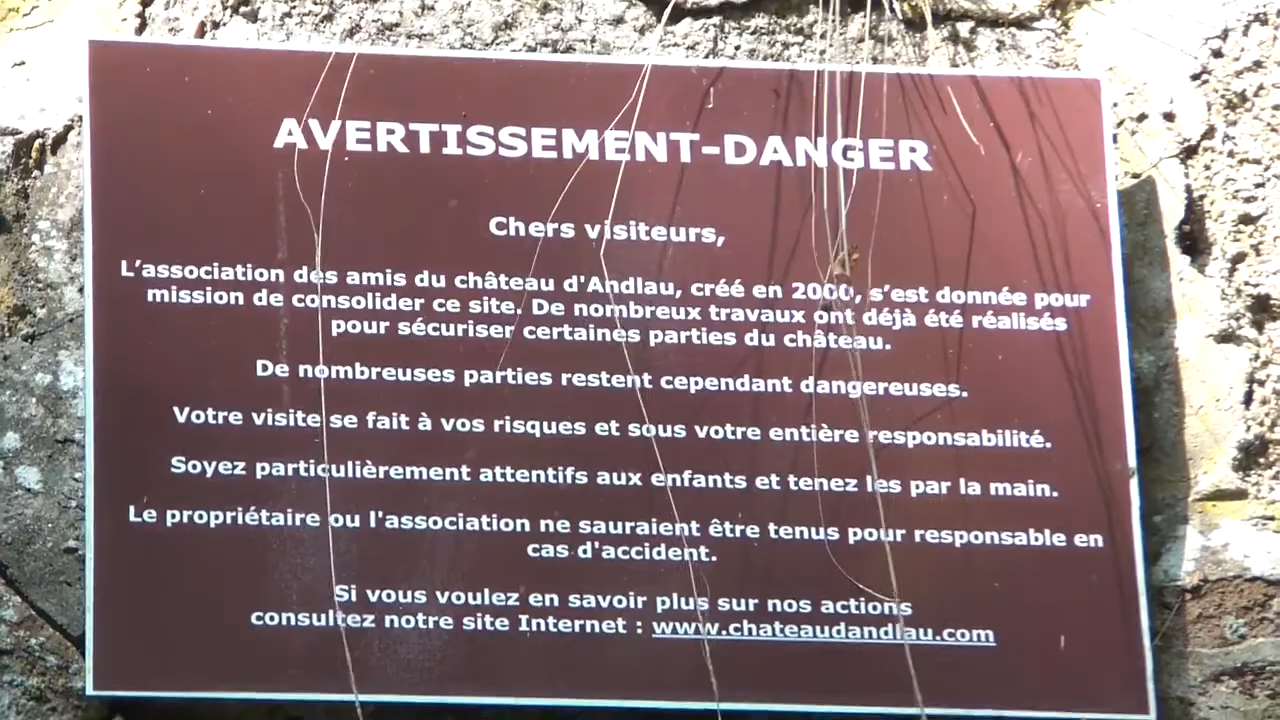 AVERTISSEMENT-DANGER
Chers visiteurs,
L’association des amis du château d'Andlau, créé en 2000, s’est donnée pour
mission de consolider ce site. De nombreux travaux ont déjà été réalisés
pour sécuriser certaines parties du château.
De nombreuses parties restent cependant dangereuses.
Votre visite se fait à vos risques et sous votre entière responsabilité.
Soyez particulièrement attentifs aux enfants et tenez les par la main.
Le propriétaire ou l'association ne sauraient être tenus pour responsable en
cas d'accident.
Si vous voulez en savoir plus sur nos actions
consultez notre site Internet : www.chateaudandlau.com